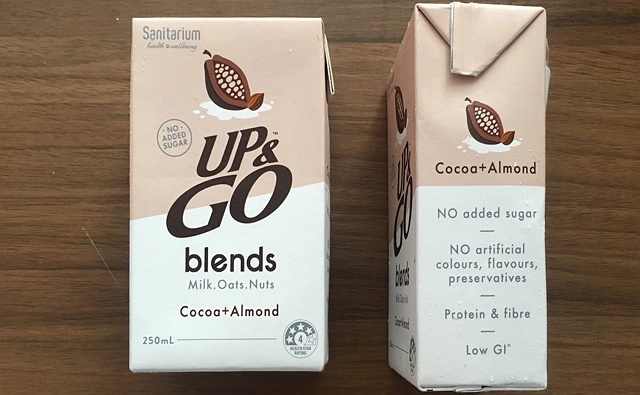 Sanitarium
health & wellbeing
NO
ADDED
SUGAR
UP&
GO™
blends
Milk.Oats.Nuts
Cocoa+Almond
250mL
4
HEALTH STAR
RATING
UP&
GO
blends
Cocoa+Almond
NO added sugar
NO artificial
colours, flavours,
preservatives
Protein & fibre
Low GI^